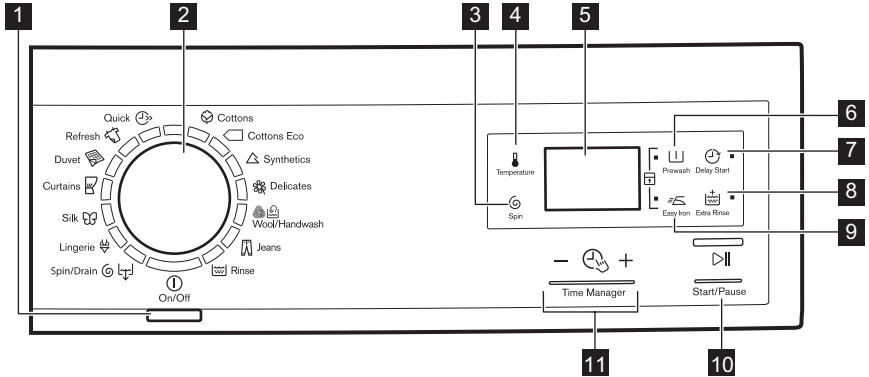 1
2
3
4
5
6
7
8
9
10
11
Quick
Refresh
Duvet
Curtains
Silk
Lingerie
Spin/Drain
On/Off
Cottons
Cottons Eco
Synthetics
Delicates
Wool/Handwash
Jeans
Rinse
Temperature
Spin
Prewash
Delay Start
Easy Iron
Extra Rinse
Time Manager
Start/Pause